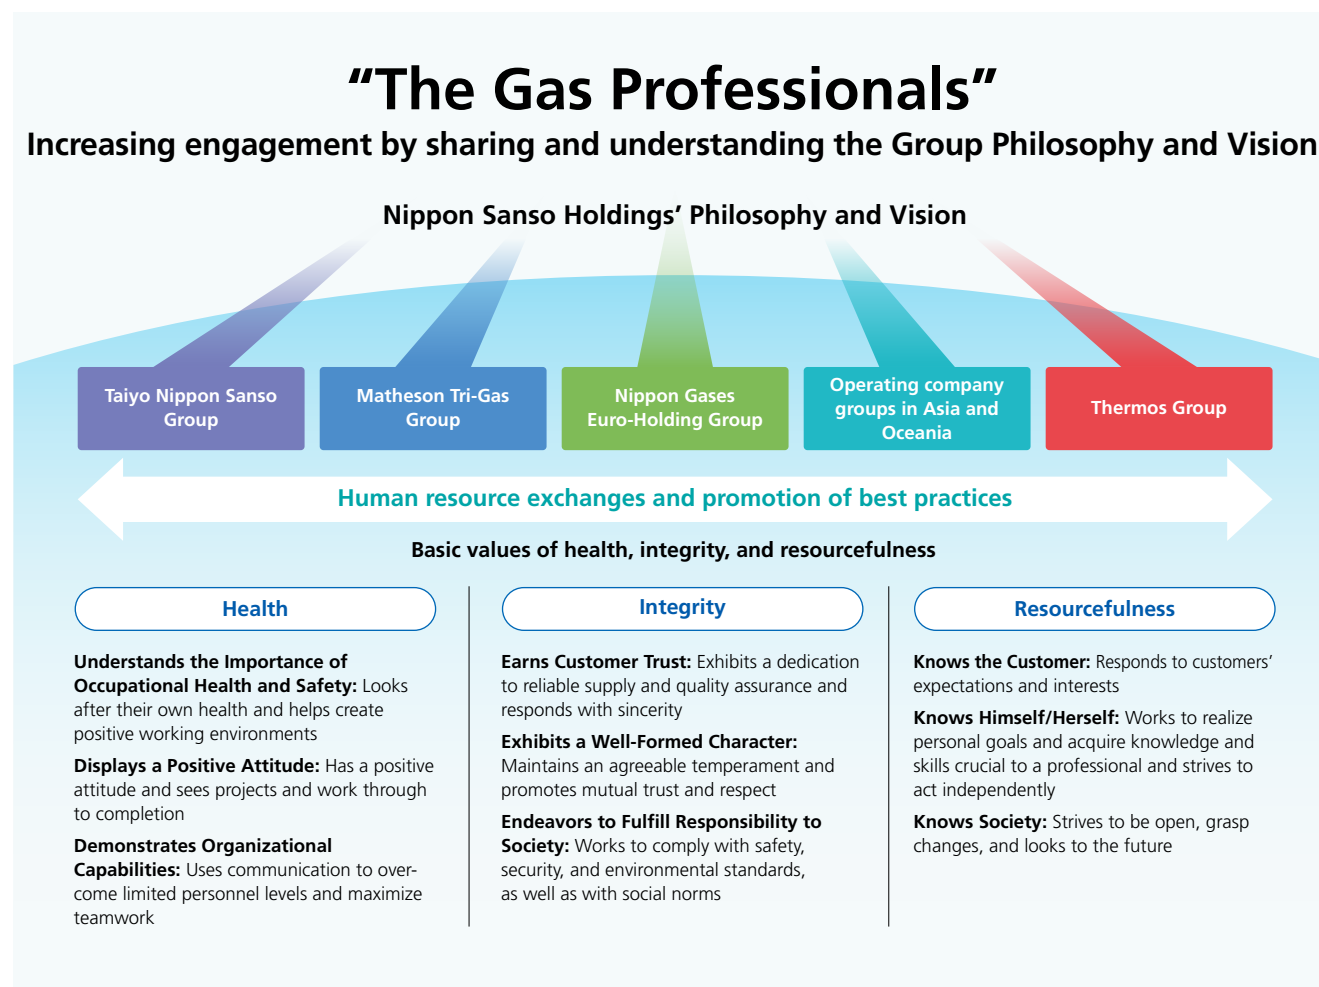 “The Gas Professionals”
Increasing engagement by sharing and understanding the Group Philosophy and Vision
Nippon Sanso Holdings’ Philosophy and Vision
Taiyo Nippon Sanso
Group
Matheson Tri-Gas
Group
Nippon Gases
Euro-Holding Group
Operating company
groups in Asia and
Oceania
Thermos Group
Human resource exchanges and promotion of best practices
Basic values of health, integrity, and resourcefulness
Health
Understands the Importance of
Occupational Health and Safety: Looks
after their own health and helps create
positive working environments
Displays a Positive Attitude: Has a positive
attitude and sees projects and work through
to completion
Demonstrates Organizational
Capabilities: Uses communication to over-
come limited personnel levels and maximize
teamwork
Integrity
Earns Customer Trust: Exhibits a dedication
to reliable supply and quality assurance and
responds with sincerity
Exhibits a Well-Formed Character:
Maintains an agreeable temperament and
promotes mutual trust and respect
Endeavors to Fulfill Responsibility to
Society: Works to comply with safety,
security, and environmental standards,
as well as with social norms
Resourcefulness
Knows the Customer: Responds to customers’
expectations and interests
Knows Himself/Herself: Works to realize
personal goals and acquire knowledge and
skills crucial to a professional and strives to
act independently
Knows Society: Strives to be open, grasp
changes, and looks to the future